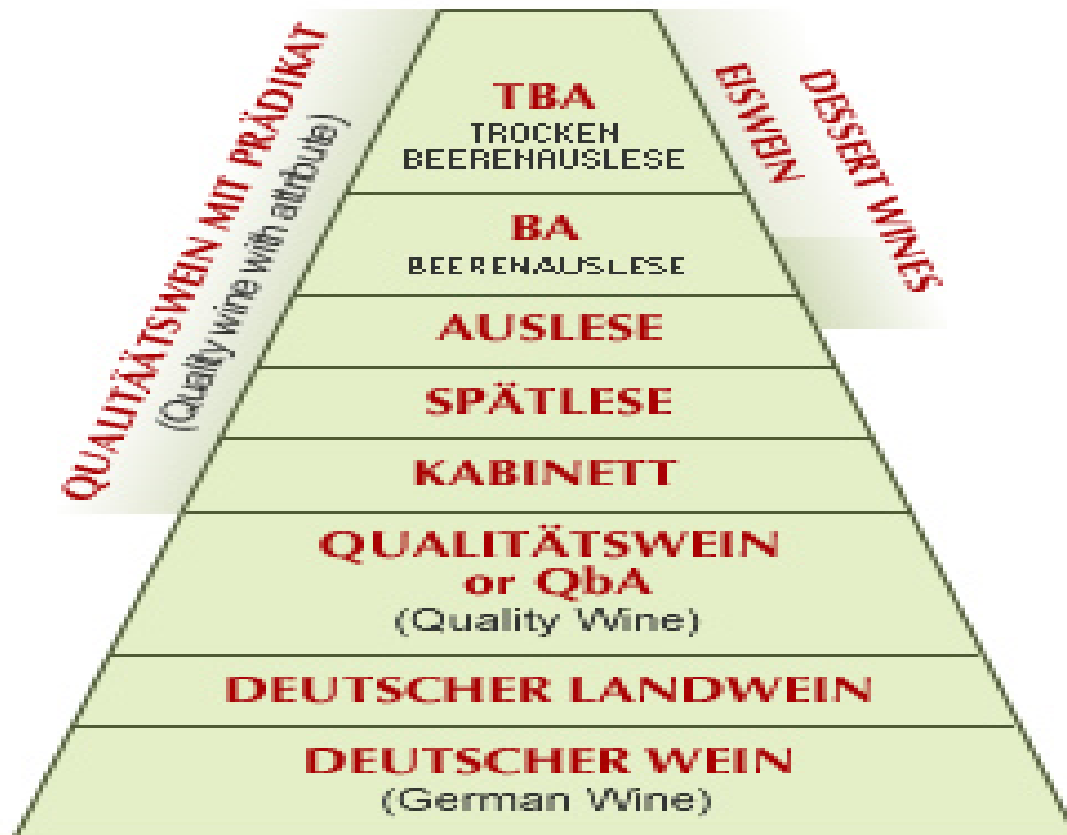 QUALITÄÄTSWEIN MIT PRÄDIKAT
(Quality wine with attribute)
TBA
TROCKEN
BEERENAUSLESE
EISWEIN
DESSERT WINES
BA
BEERENAUSLESE
AUSLESE
SPÄTLESE
KABINETT
QUALITÄTSWEIN
or QbA
(Quality Wine)
DEUTSCHER LANDWEIN
DEUTSCHER WEIN
(German Wine)